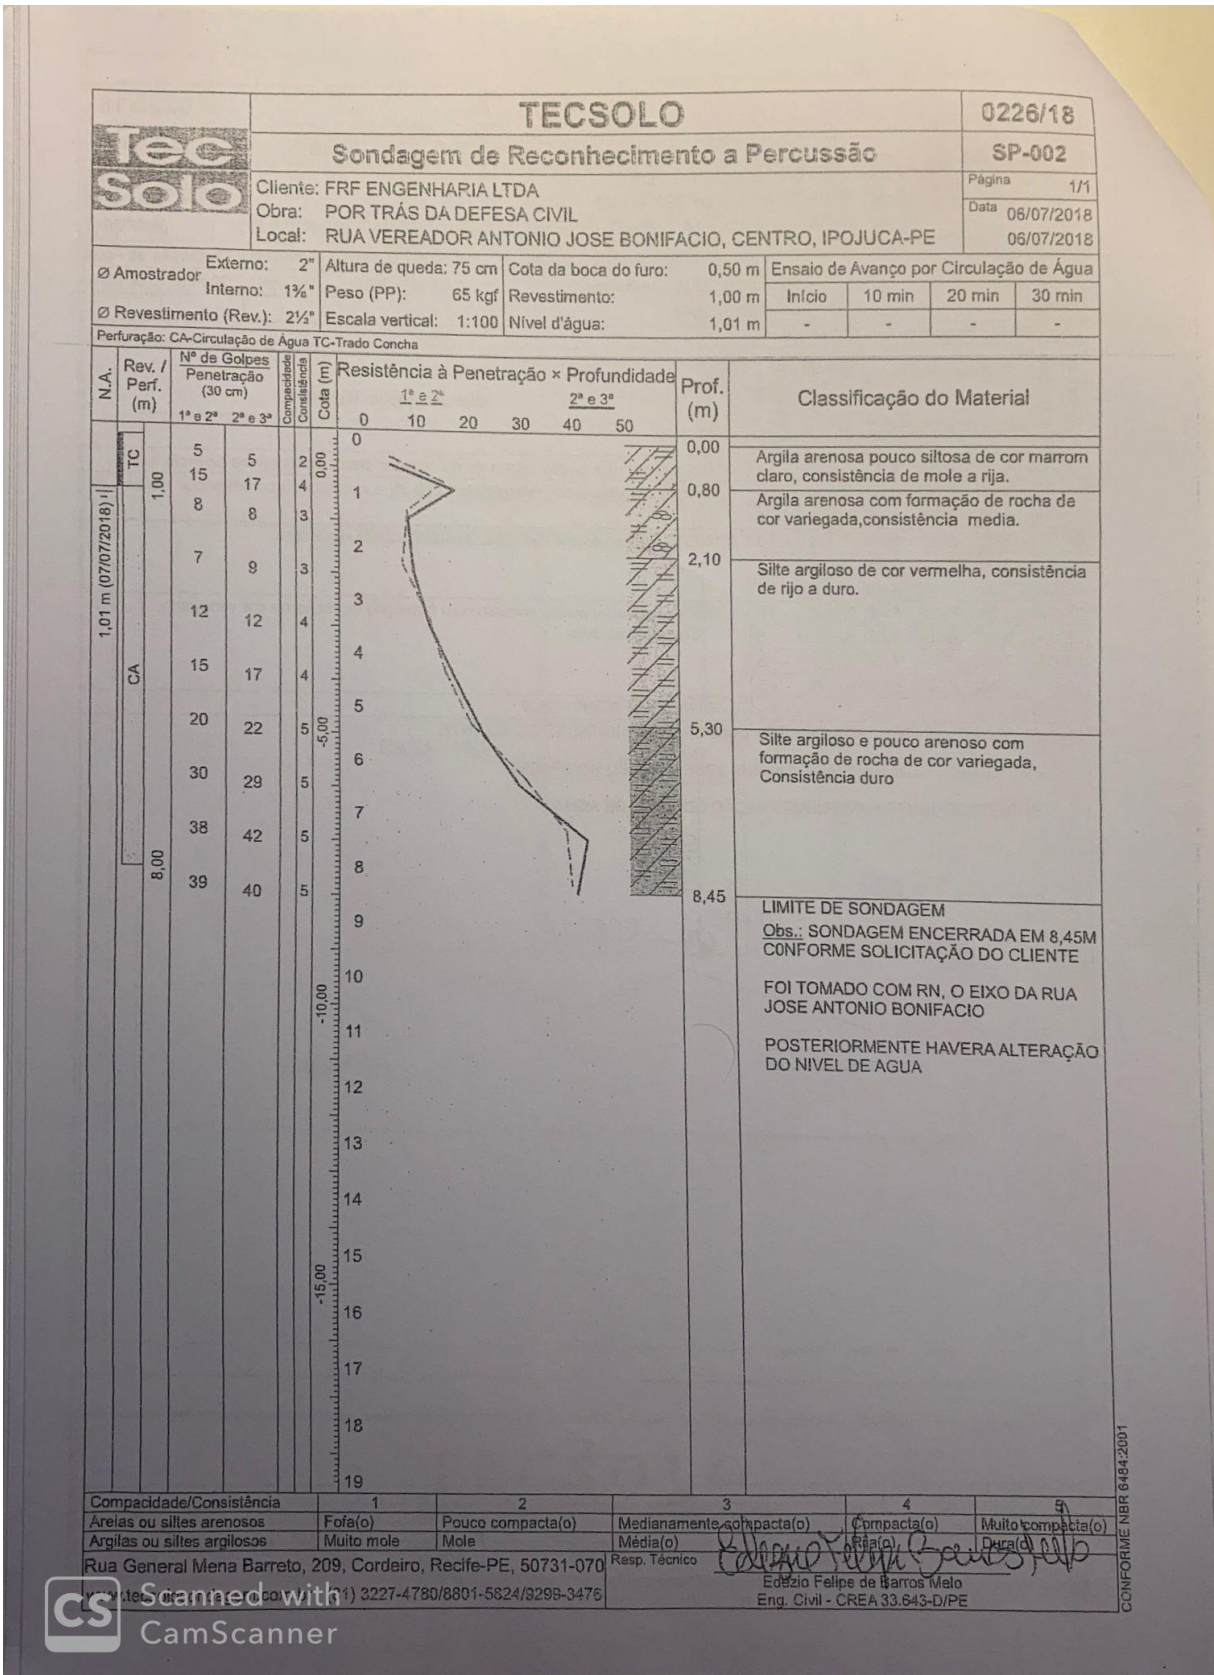 TECSOLO
0226/18
Tec
Solo
Sondagem de Reconhecimento a Percussão
SP-002
Cliente: FRF ENGENHARIA LTDA
Página 1/1
Obra: POR TRÁS DA DEFESA CIVIL
Data 06/07/2018
Local: RUA VEREADOR ANTONIO JOSE BONIFACIO, CENTRO, IPOJUCA-PE
06/07/2018
Ø Amostrador Externo: 2" Altura de queda: 75 cm Cota da boca do furo: 0,50 m Ensaio de Avanço por Circulação de Água
Interno: 1⅜" Peso (PP): 65 kgf Revestimento: 1,00 m Início 10 min 20 min 30 min
Ø Revestimento (Rev.): 2½" Escala vertical: 1:100 Nível d'água: 1,01 m - - - -
Perfuração: CA-Circulação de Água TC-Trado Concha
N.A.
Rev. / Perf. (m)
Nº de Golpes
Penetração
(30 cm)
1ª e 2ª 2ª e 3ª
Compacidade
Consistência
Cota (m)
Resistência à Penetração × Profundidade
1ª e 2ª 2ª e 3ª
0 10 20 30 40 50
Prof.
(m)
Classificação do Material
1,01 m (07/07/2018)
TC
CA
1,00
8,00
5 5 2
15 17 4
8 8 3
7 9 3
12 12 4
15 17 4
20 22 5
30 29 5
38 42 5
39 40 5
0,00
-5,00
-10,00
-15,00
0
1
2
3
4
5
6
7
8
9
10
11
12
13
14
15
16
17
18
19
0,00
Argila arenosa pouco siltosa de cor marrom
claro, consistência de mole a rija.
0,80
Argila arenosa com formação de rocha de
cor variegada,consistência media.
2,10
Silte argiloso de cor vermelha, consistência
de rijo a duro.
5,30
Silte argiloso e pouco arenoso com
formação de rocha de cor variegada,
Consistência duro
8,45
LIMITE DE SONDAGEM
Obs.: SONDAGEM ENCERRADA EM 8,45M
CONFORME SOLICITAÇÃO DO CLIENTE
FOI TOMADO COM RN, O EIXO DA RUA
JOSE ANTONIO BONIFACIO
POSTERIORMENTE HAVERA ALTERAÇÃO
DO NIVEL DE AGUA
Compacidade/Consistência 1 2 3 4 5
Areias ou siltes arenosos Fofa(o) Pouco compacta(o) Medianamente compacta(o) Compacta(o) Muito compacta(o)
Argilas ou siltes argilosos Muito mole Mole Média(o) Rija(o) Dura(o)
Rua General Mena Barreto, 209, Cordeiro, Recife-PE, 50731-070
Resp. Técnico
3227-4780/8801-5824/9299-3476
Edézio Felipe de Barros Melo
Eng. Civil - CREA 33.643-D/PE
CONFORME NBR 6484:2001
CS Scanned with
CamScanner